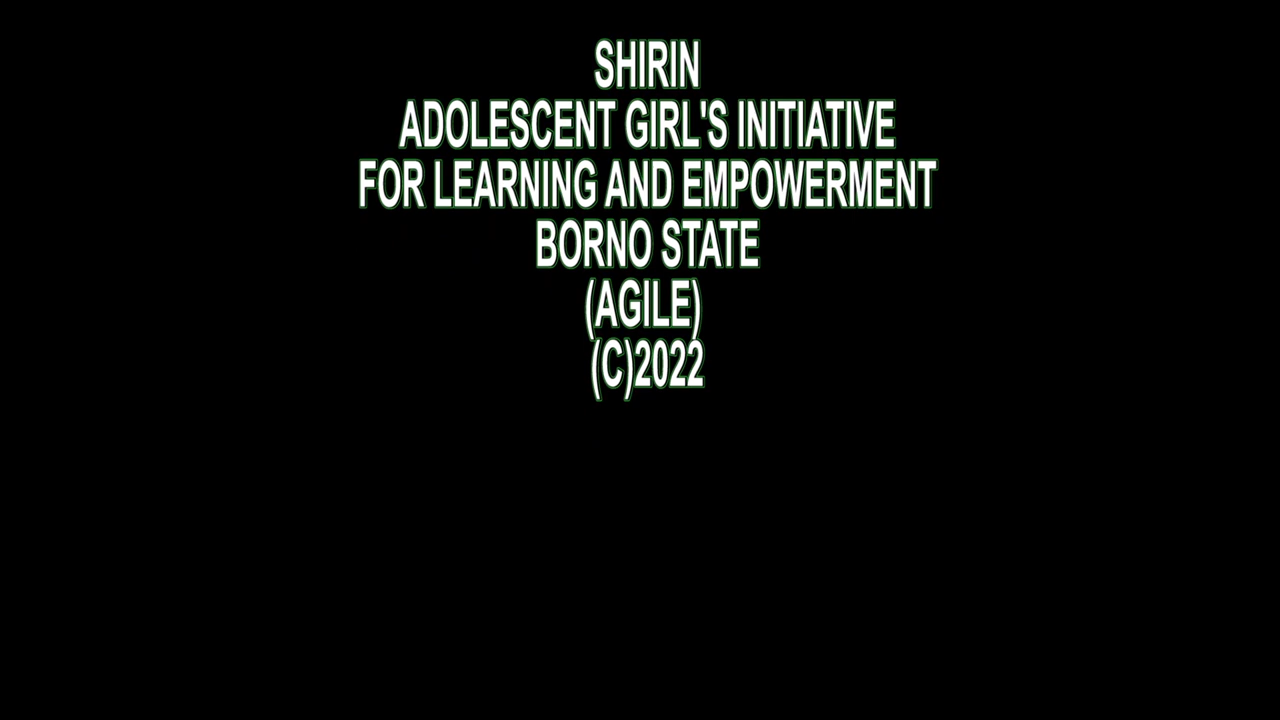 SHIRIN
ADOLESCENT GIRL'S INITIATIVE
FOR LEARNING AND EMPOWERMENT
BORNO STATE
(AGILE)
(C)2022